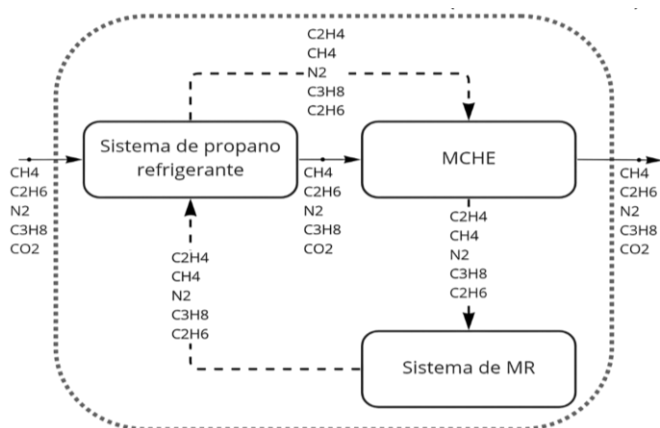 C2H4
CH4
N2
C3H8
C2H6
Sistema de propano
refrigerante
MCHE
CH4
C2H6
N2
C3H8
CO2
CH4
C2H6
N2
C3H8
CH4
C2H6
N2
C3H8
CO2
C2H4
CH4
N2
C3H8
C2H6
C2H4
CH4
N2
C3H8
C2H6
Sistema de MR